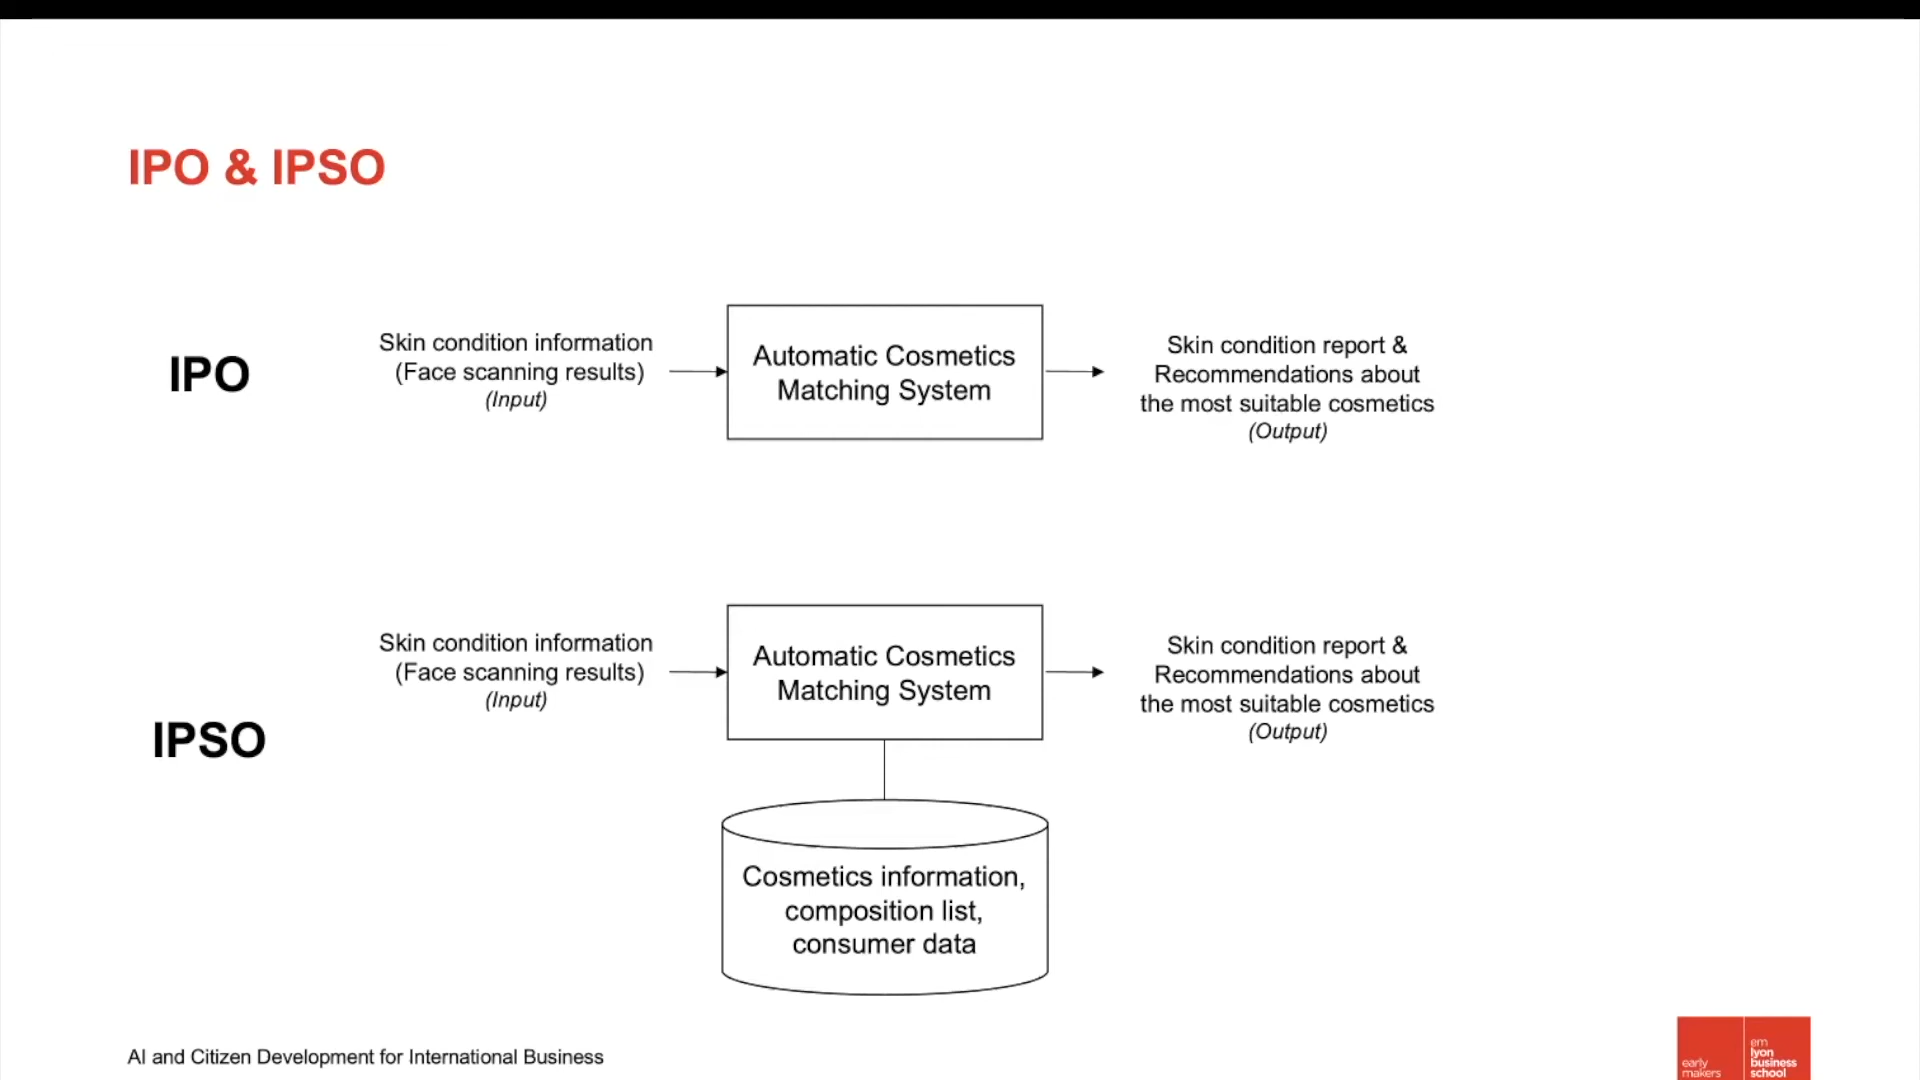 IPO & IPSO
IPO
Skin condition information
(Face scanning results)
(Input)
Automatic Cosmetics
Matching System
Skin condition report &
Recommendations about
the most suitable cosmetics
(Output)
IPSO
Skin condition information
(Face scanning results)
(Input)
Automatic Cosmetics
Matching System
Skin condition report &
Recommendations about
the most suitable cosmetics
(Output)
Cosmetics information,
composition list,
consumer data
AI and Citizen Development for International Business
early
makers
em
lyon
business
school